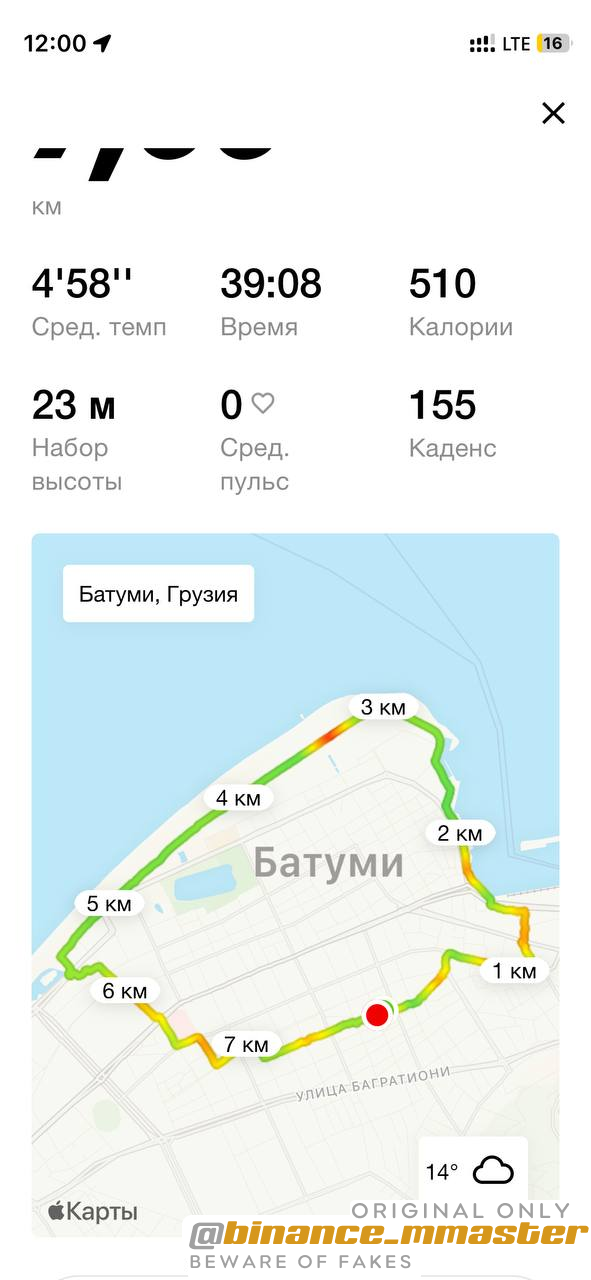 12:00
LTE 16
км
4'58'' 39:08 510
Сред. темп Время Калории
23 м 0 155
Набор высоты Сред. пульс Каденс
Батуми, Грузия
3 км
4 км
2 км
Батуми
5 км
1 км
6 км
7 км
УЛИЦА БАГРАТИОНИ
14°
Карты
ORIGINAL ONLY
@binance_mmaster
BEWARE OF FAKES